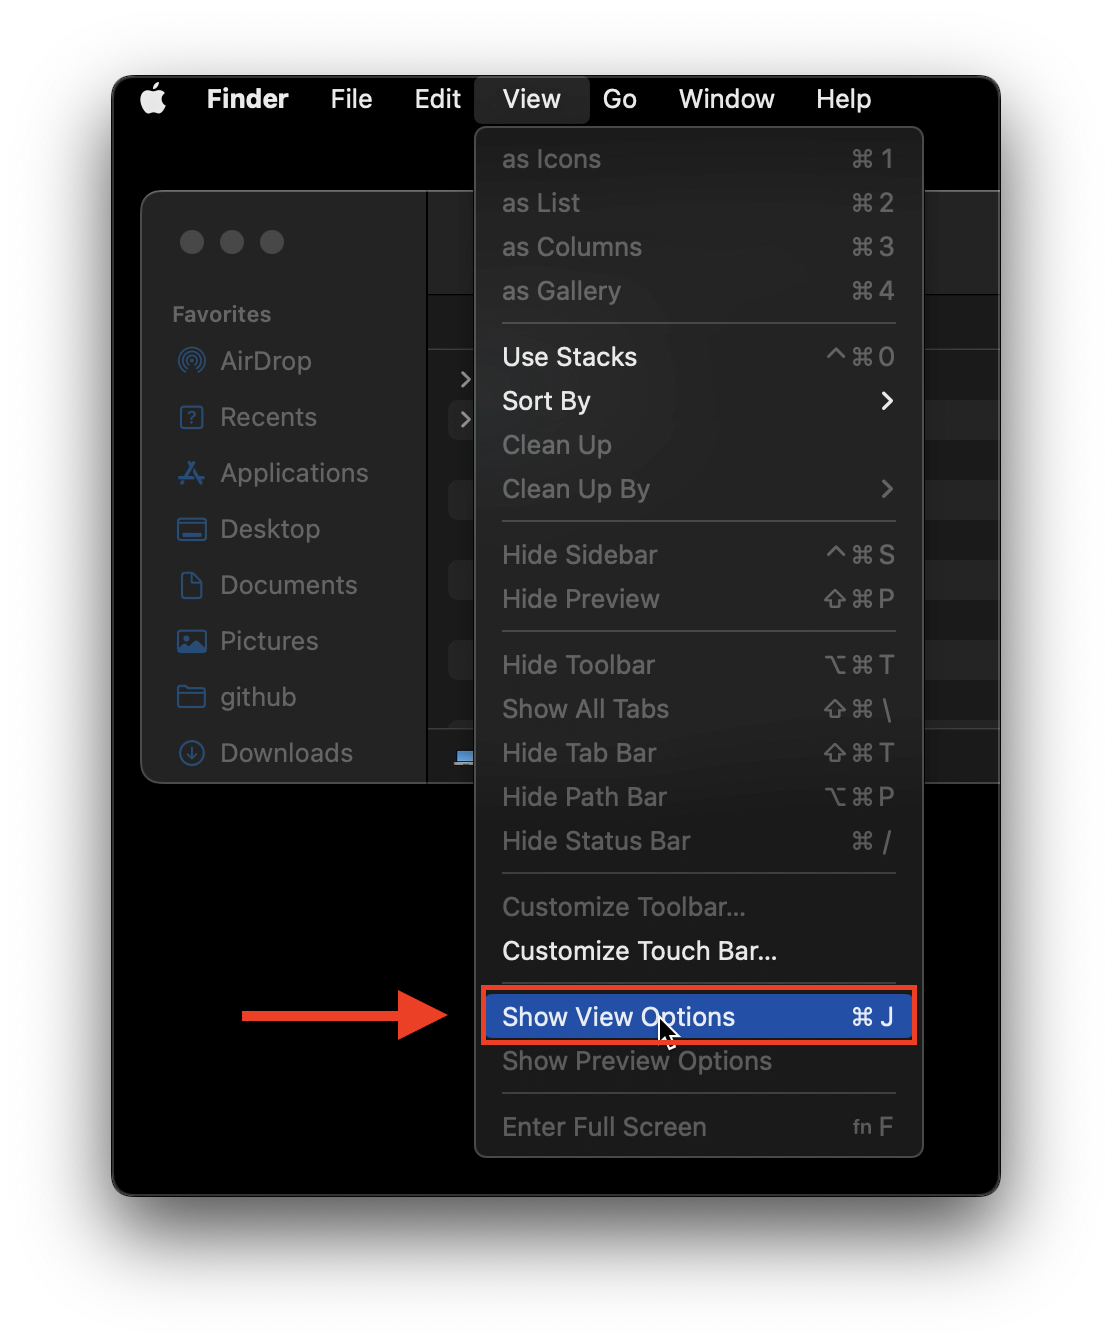 Finder File Edit View Go Window Help
as Icons ⌘ 1
as List ⌘ 2
as Columns ⌘ 3
as Gallery ⌘ 4
Use Stacks ^ ⌘ 0
Sort By >
Clean Up
Clean Up By >
Hide Sidebar ^ ⌘ S
Hide Preview ⇧ ⌘ P
Hide Toolbar ⌥ ⌘ T
Show All Tabs ⇧ ⌘ \
Hide Tab Bar ⇧ ⌘ T
Hide Path Bar ⌥ ⌘ P
Hide Status Bar ⌘ /
Customize Toolbar...
Customize Touch Bar...
Show View Options ⌘ J
Show Preview Options
Enter Full Screen fn F
Favorites
AirDrop
Recents
Applications
Desktop
Documents
Pictures
github
Downloads